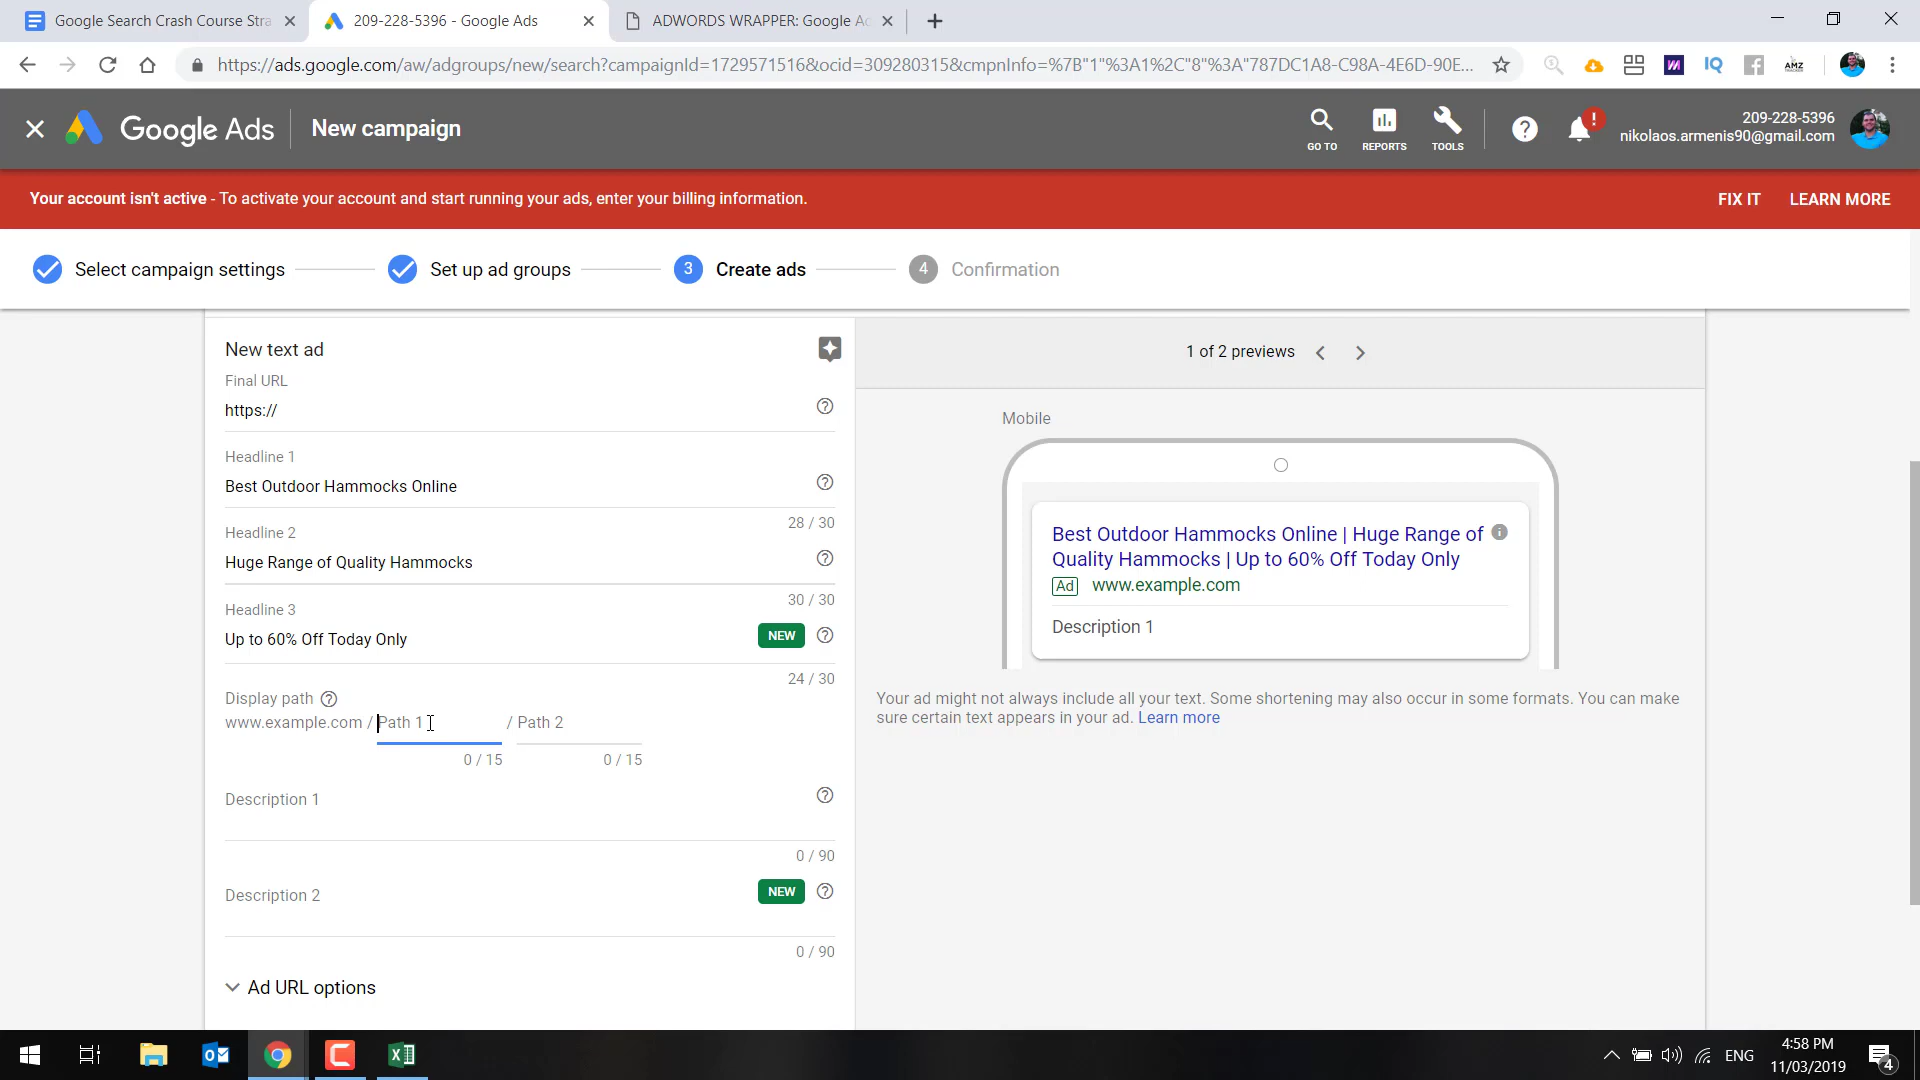 Google Search Crash Course Stra
209-228-5396 - Google Ads
ADWORDS WRAPPER: Google Ad
https://ads.google.com/aw/adgroups/new/search?campaignId=1729571516&ocid=309280315&cmpnInfo=%7B"1"%3A1%2C"8"%3A"787DC1A8-C98A-4E6D-90E...
IQ
AMZ
Google Ads
New campaign
GO TO
REPORTS
TOOLS
!
209-228-5396
nikolaos.armenis90@gmail.com
Your account isn't active - To activate your account and start running your ads, enter your billing information.
FIX IT
LEARN MORE
Select campaign settings
Set up ad groups
3 Create ads
4 Confirmation
New text ad
Final URL
https://
Headline 1
Best Outdoor Hammocks Online
28 / 30
Headline 2
Huge Range of Quality Hammocks
30 / 30
Headline 3
Up to 60% Off Today Only
NEW
24 / 30
Display path
www.example.com / Path 1 / Path 2
0 / 15 0 / 15
Description 1
0 / 90
Description 2
NEW
0 / 90
Ad URL options
1 of 2 previews
Mobile
Best Outdoor Hammocks Online | Huge Range of
Quality Hammocks | Up to 60% Off Today Only
Ad www.example.com
Description 1
Your ad might not always include all your text. Some shortening may also occur in some formats. You can make
sure certain text appears in your ad. Learn more
ENG
4:58 PM
11/03/2019
4